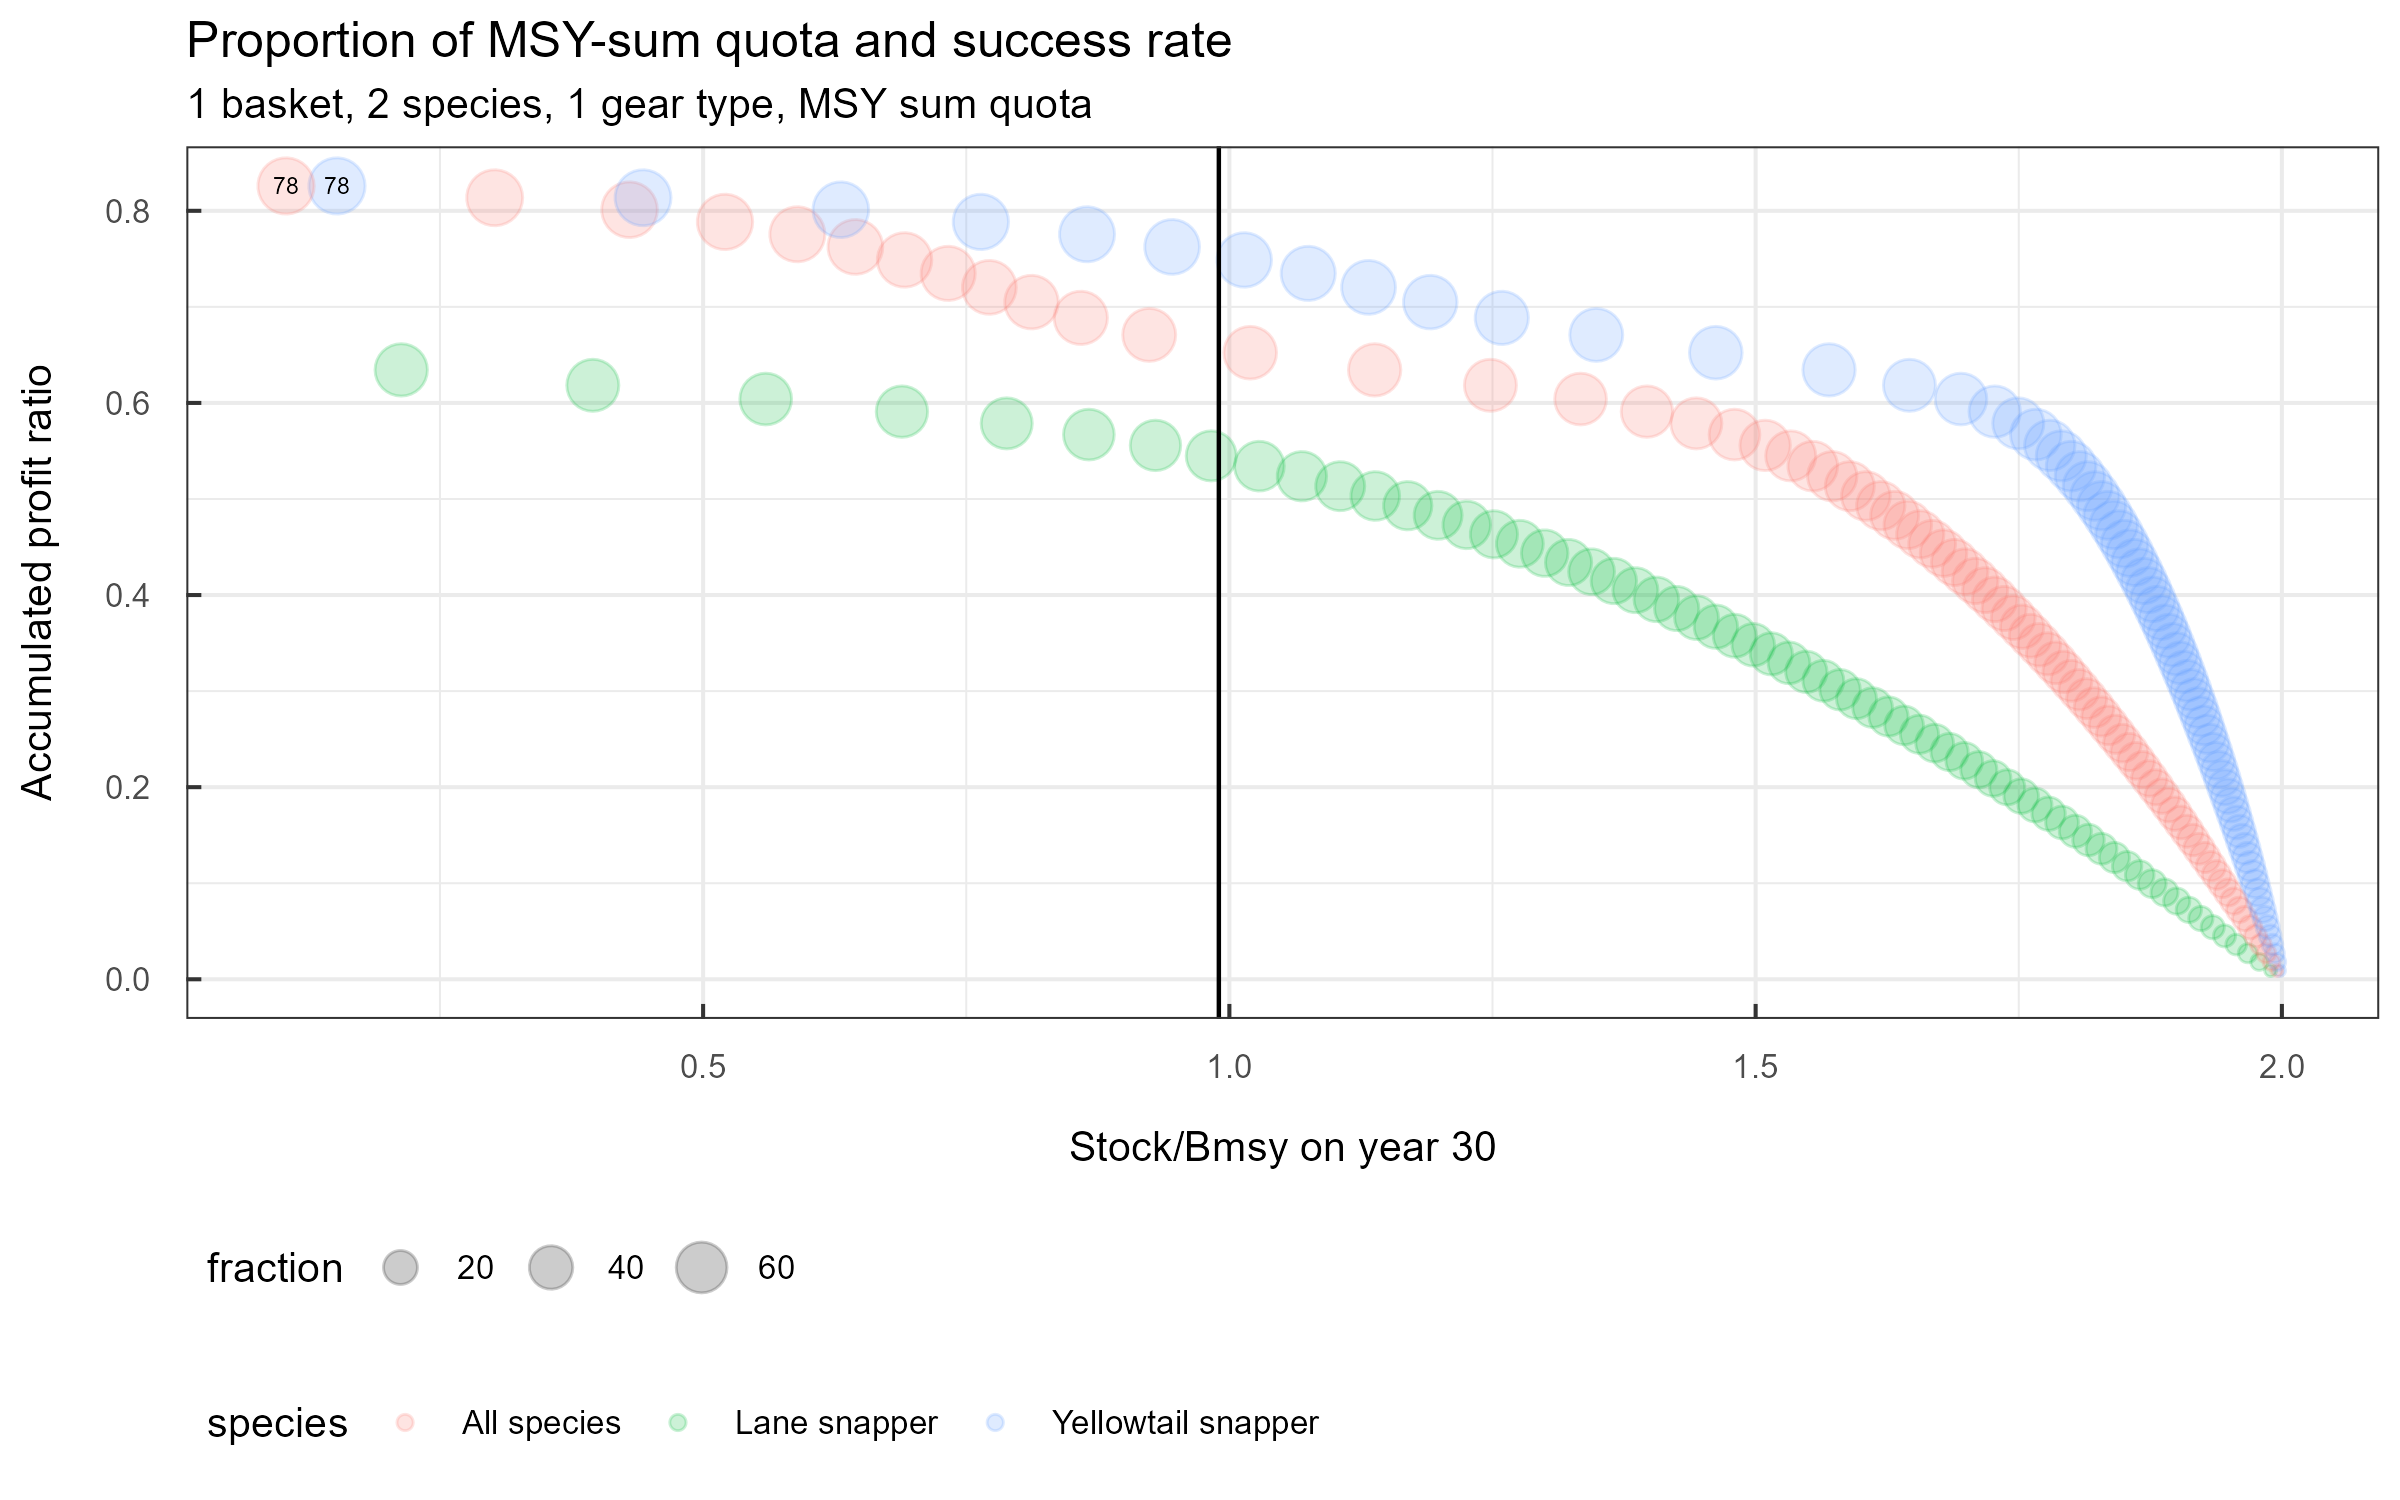 Proportion of MSY-sum quota and success rate
1 basket, 2 species, 1 gear type, MSY sum quota
Accumulated profit ratio
0.8
0.6
0.4
0.2
0.0
78 78
0.5 1.0 1.5 2.0
Stock/Bmsy on year 30
fraction 20 40 60
species All species Lane snapper Yellowtail snapper